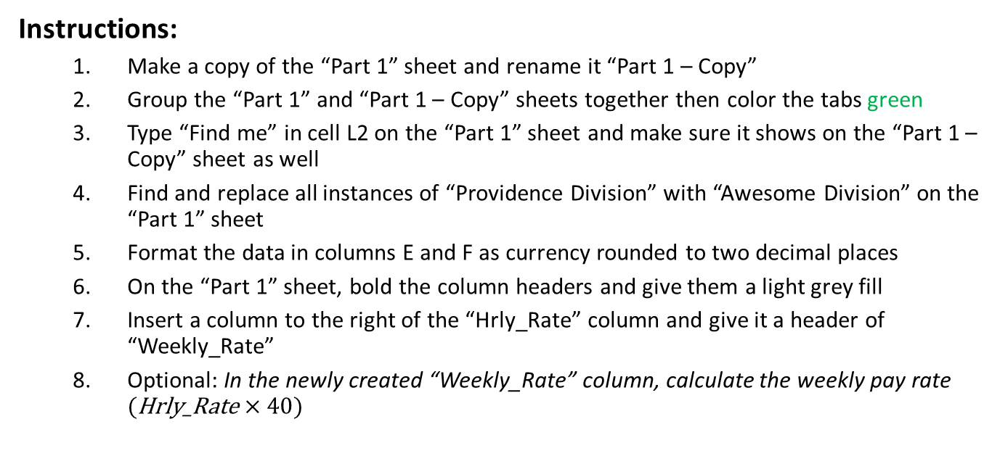 Instructions:
1. Make a copy of the “Part 1” sheet and rename it “Part 1 – Copy”
2. Group the “Part 1” and “Part 1 – Copy” sheets together then color the tabs green
3. Type “Find me” in cell L2 on the “Part 1” sheet and make sure it shows on the “Part 1 –
Copy” sheet as well
4. Find and replace all instances of “Providence Division” with “Awesome Division” on the
“Part 1” sheet
5. Format the data in columns E and F as currency rounded to two decimal places
6. On the “Part 1” sheet, bold the column headers and give them a light grey fill
7. Insert a column to the right of the “Hrly_Rate” column and give it a header of
“Weekly_Rate”
8. Optional: In the newly created “Weekly_Rate” column, calculate the weekly pay rate
(Hrly_Rate × 40)